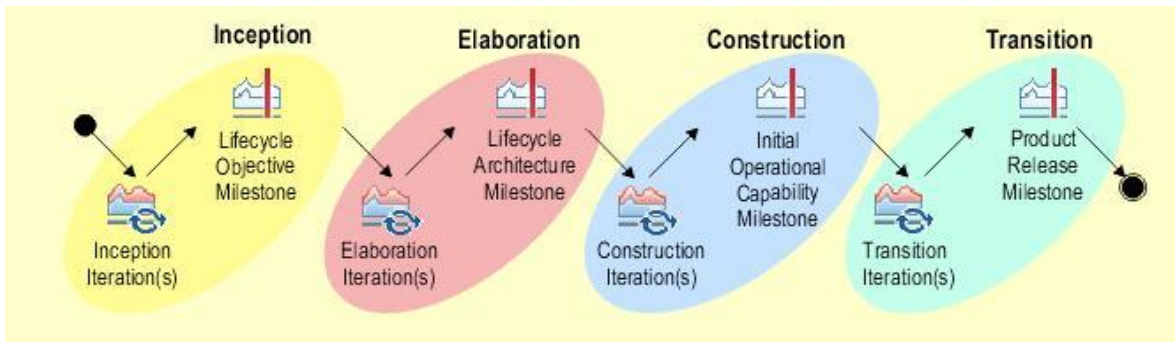 Inception
Elaboration
Construction
Transition
Lifecycle
Objective
Milestone
Inception
Iteration(s)
Lifecycle
Architecture
Milestone
Elaboration
Iteration(s)
Initial
Operational
Capability
Milestone
Construction
Iteration(s)
Product
Release
Milestone
Transition
Iteration(s)